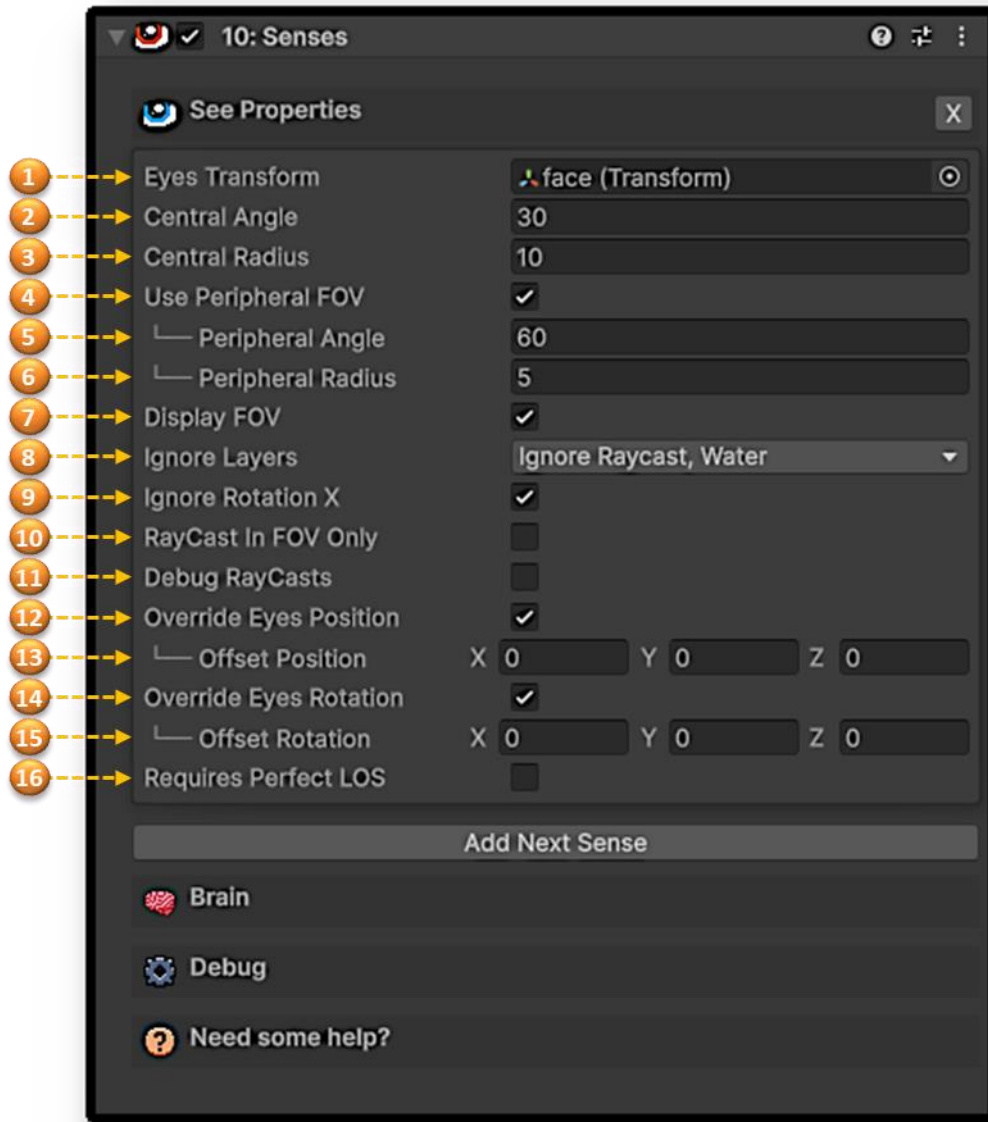 10: Senses
See Properties X
1 Eyes Transform face (Transform)
2 Central Angle 30
3 Central Radius 10
4 Use Peripheral FOV
5 Peripheral Angle 60
6 Peripheral Radius 5
7 Display FOV
8 Ignore Layers Ignore Raycast, Water
9 Ignore Rotation X
10 RayCast In FOV Only
11 Debug RayCasts
12 Override Eyes Position
13 Offset Position X 0 Y 0 Z 0
14 Override Eyes Rotation
15 Offset Rotation X 0 Y 0 Z 0
16 Requires Perfect LOS
Add Next Sense
Brain
Debug
Need some help?